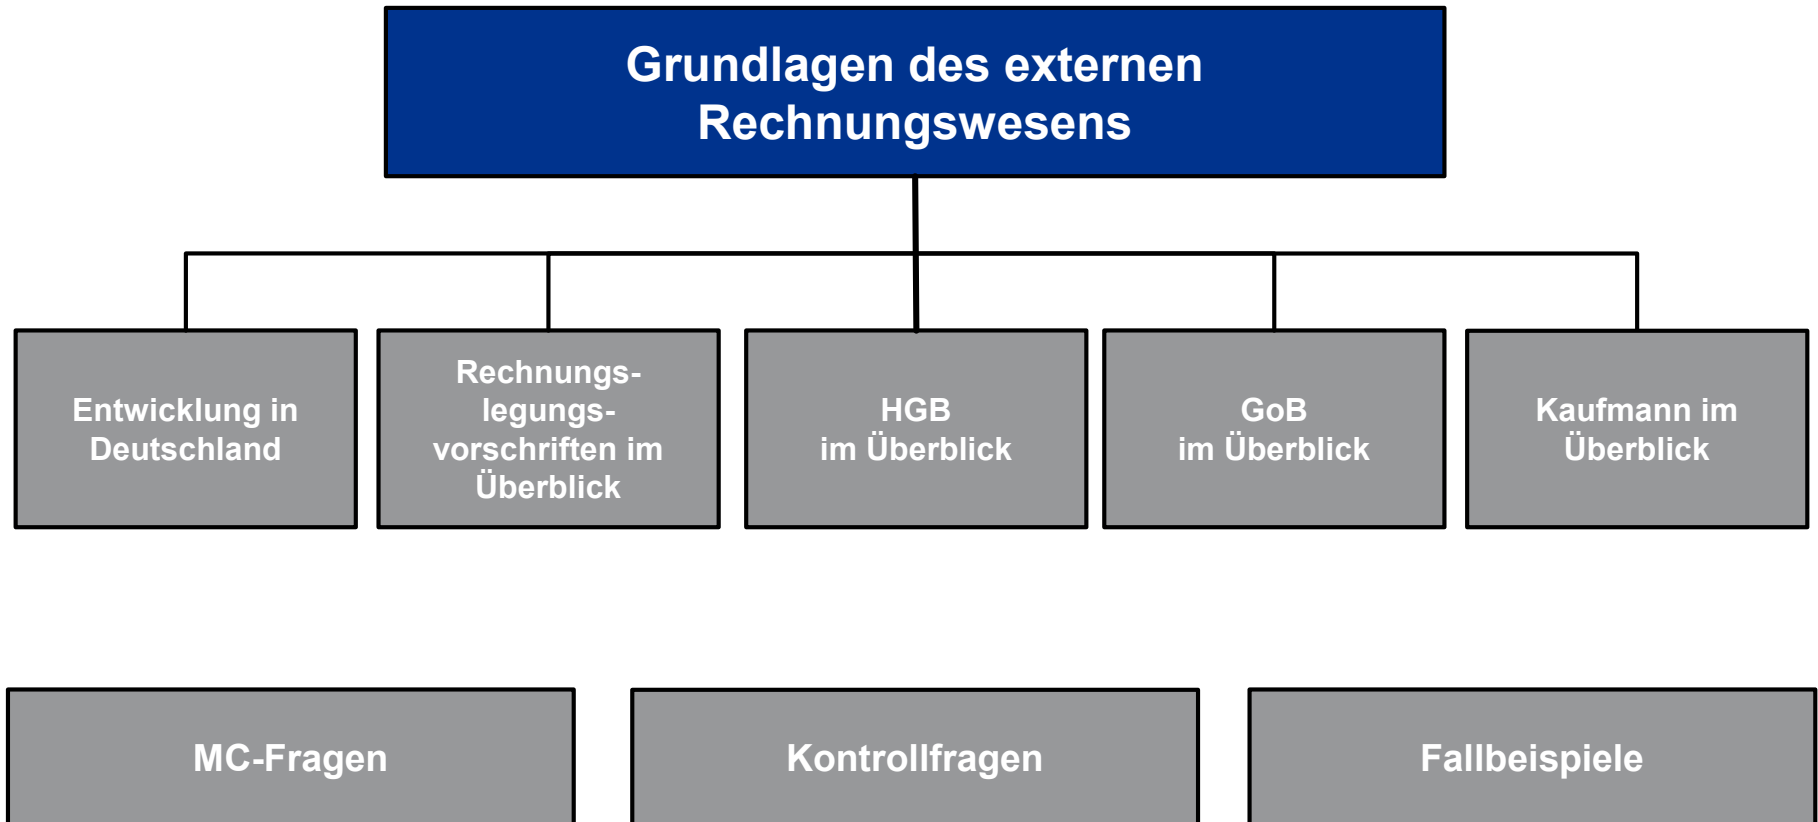 Grundlagen des externen
Rechnungswesens
Entwicklung in
Deutschland
Rechnungs-
legungs-
vorschriften im
Überblick
HGB
im Überblick
GoB
im Überblick
Kaufmann im
Überblick
MC-Fragen
Kontrollfragen
Fallbeispiele